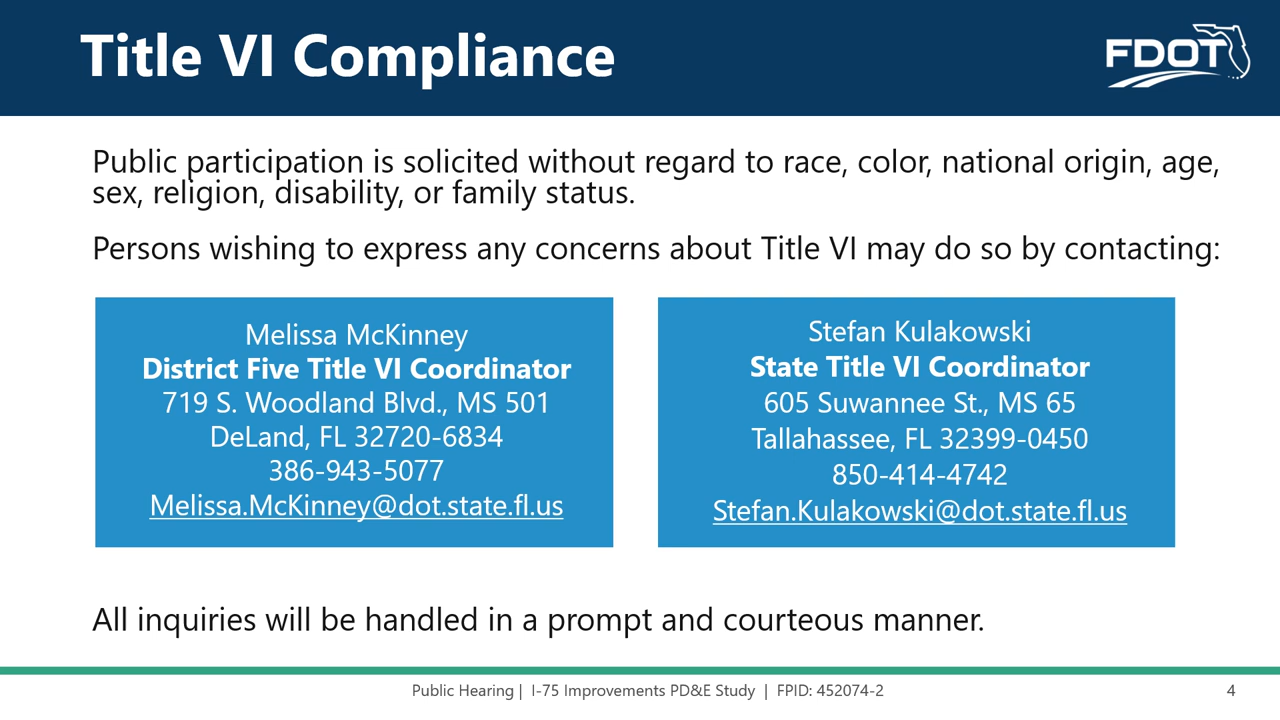 Title VI Compliance
FDOT
Public participation is solicited without regard to race, color, national origin, age,
sex, religion, disability, or family status.
Persons wishing to express any concerns about Title VI may do so by contacting:
Melissa McKinney
District Five Title VI Coordinator
719 S. Woodland Blvd., MS 501
DeLand, FL 32720-6834
386-943-5077
Melissa.McKinney@dot.state.fl.us
Stefan Kulakowski
State Title VI Coordinator
605 Suwannee St., MS 65
Tallahassee, FL 32399-0450
850-414-4742
Stefan.Kulakowski@dot.state.fl.us
All inquiries will be handled in a prompt and courteous manner.
Public Hearing | I-75 Improvements PD&E Study | FPID: 452074-2
4